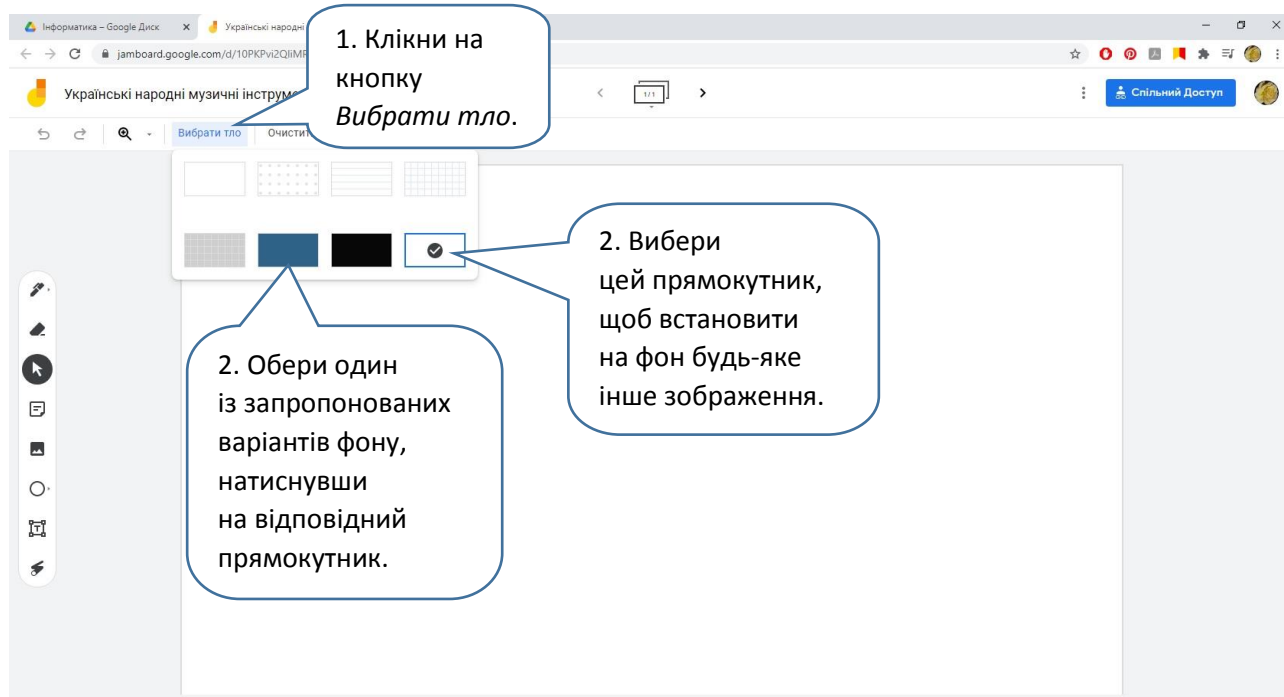 Інформатика – Google Диск
Українські народні
jamboard.google.com/d/10PKPvi2QIiMF
Українські народні музичні інструме
1/1
Спільний Доступ
Вибрати тло
Очистит
1. Клікни на
кнопку
Вибрати тло.
2. Вибери
цей прямокутник,
щоб встановити
на фон будь-яке
інше зображення.
2. Обери один
із запропонованих
варіантів фону,
натиснувши
на відповідний
прямокутник.